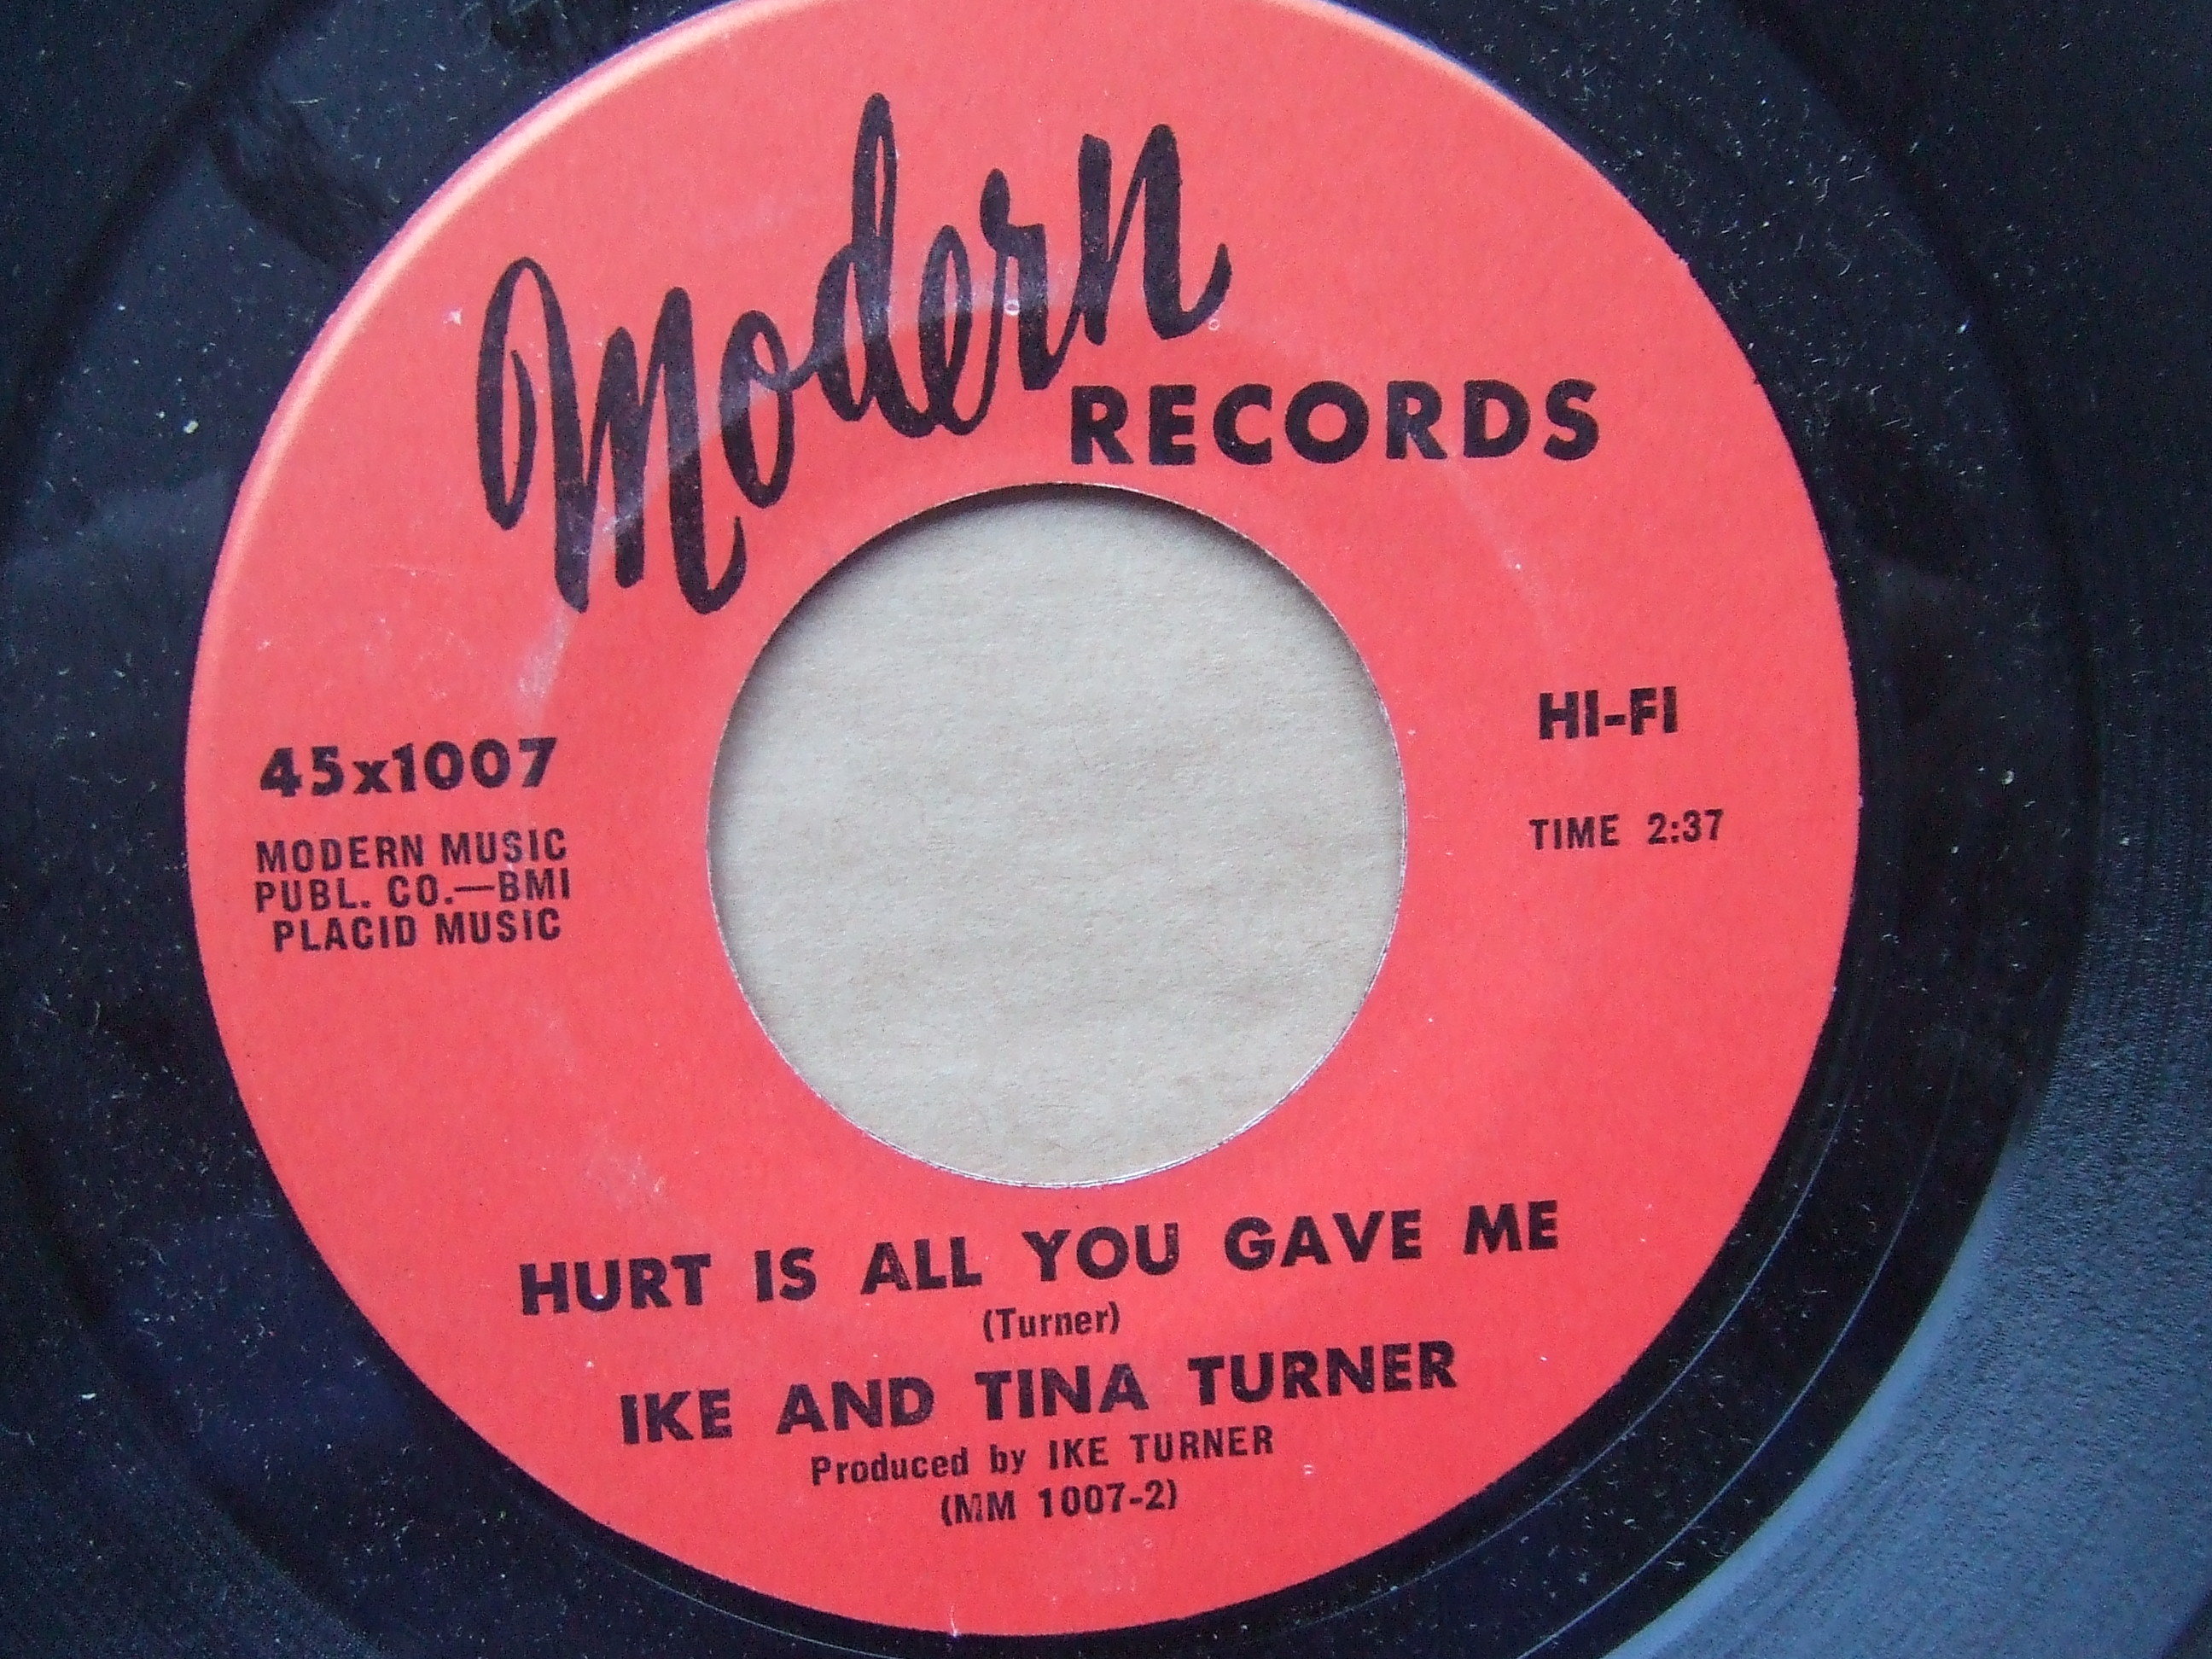 Modern
RECORDS
HI-FI
45x1007
TIME 2:37
MODERN MUSIC
PUBL. CO.—BMI
PLACID MUSIC
HURT IS ALL YOU GAVE ME
(Turner)
IKE AND TINA TURNER
Produced by IKE TURNER
(MM 1007-2)